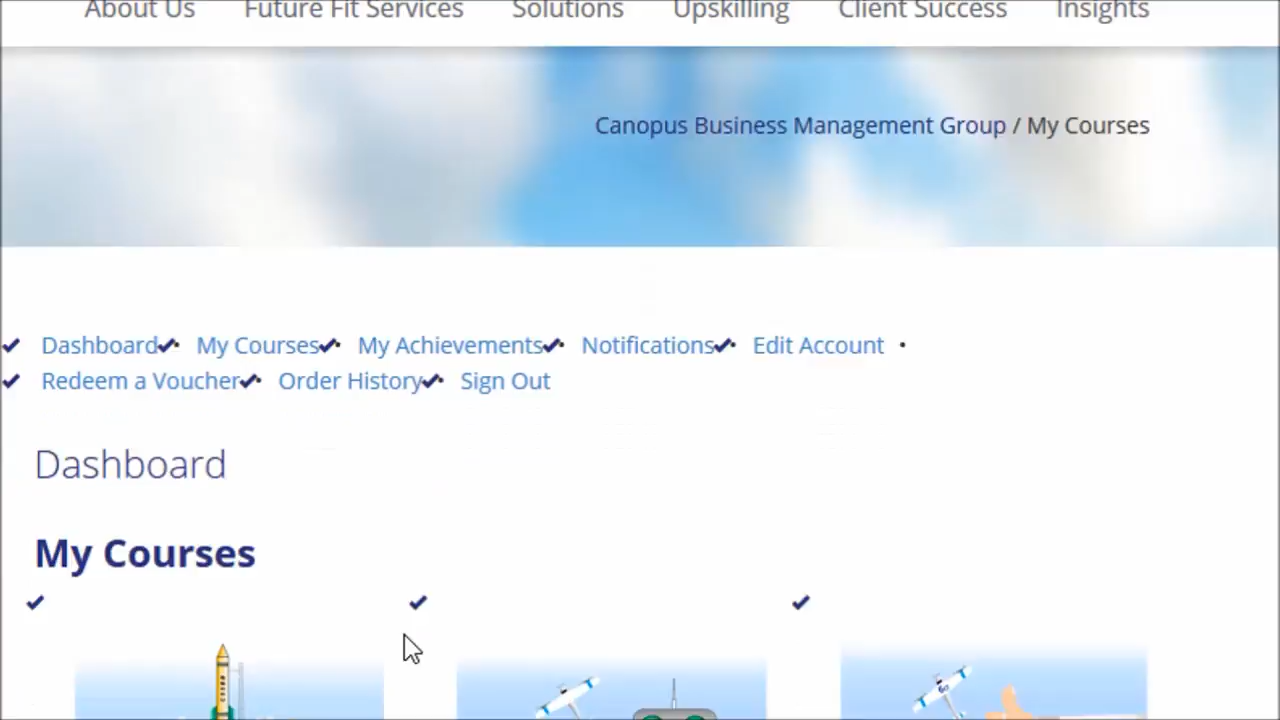 About Us Future Fit Services Solutions Upskilling Client Success Insights
Canopus Business Management Group / My Courses
Dashboard • My Courses • My Achievements • Notifications • Edit Account •
Redeem a Voucher • Order History • Sign Out
Dashboard
My Courses